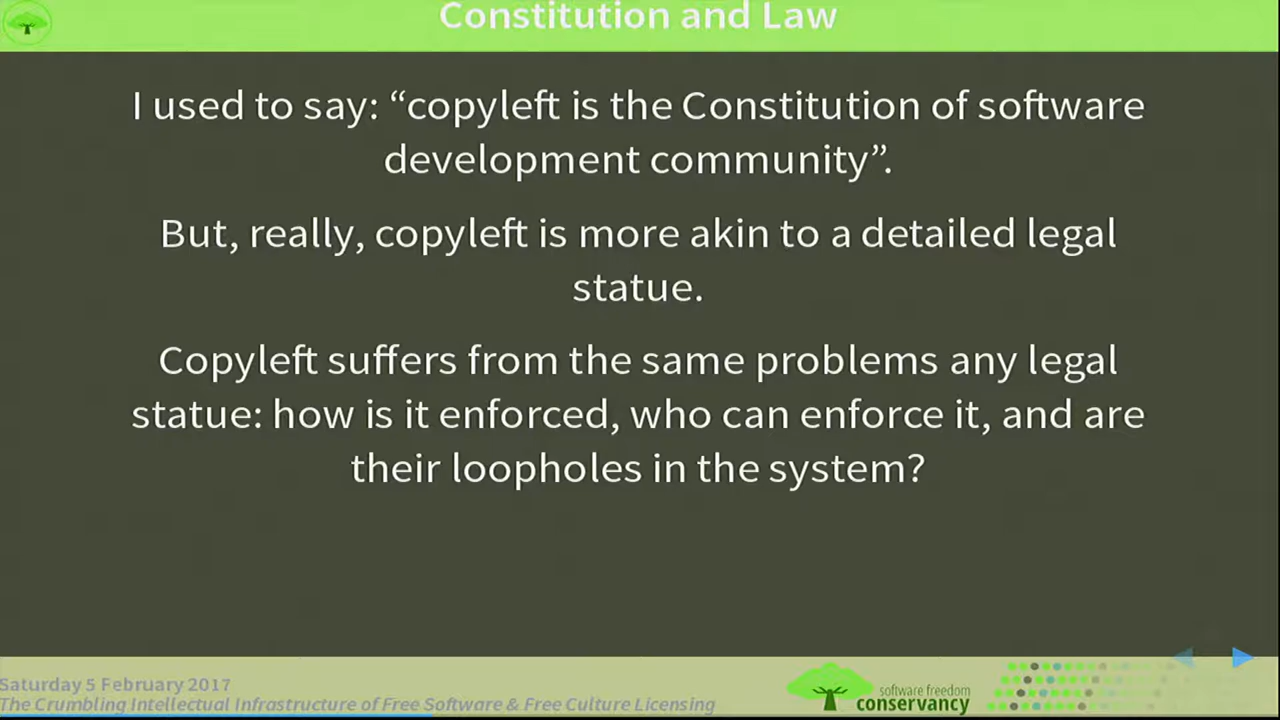 Constitution and Law
I used to say: “copyleft is the Constitution of software
development community”.
But, really, copyleft is more akin to a detailed legal
statue.
Copyleft suffers from the same problems any legal
statue: how is it enforced, who can enforce it, and are
their loopholes in the system?
Saturday 5 February 2017
The Crumbling Intellectual Infrastructure of Free Software & Free Culture Licensing
software freedom
conservancy